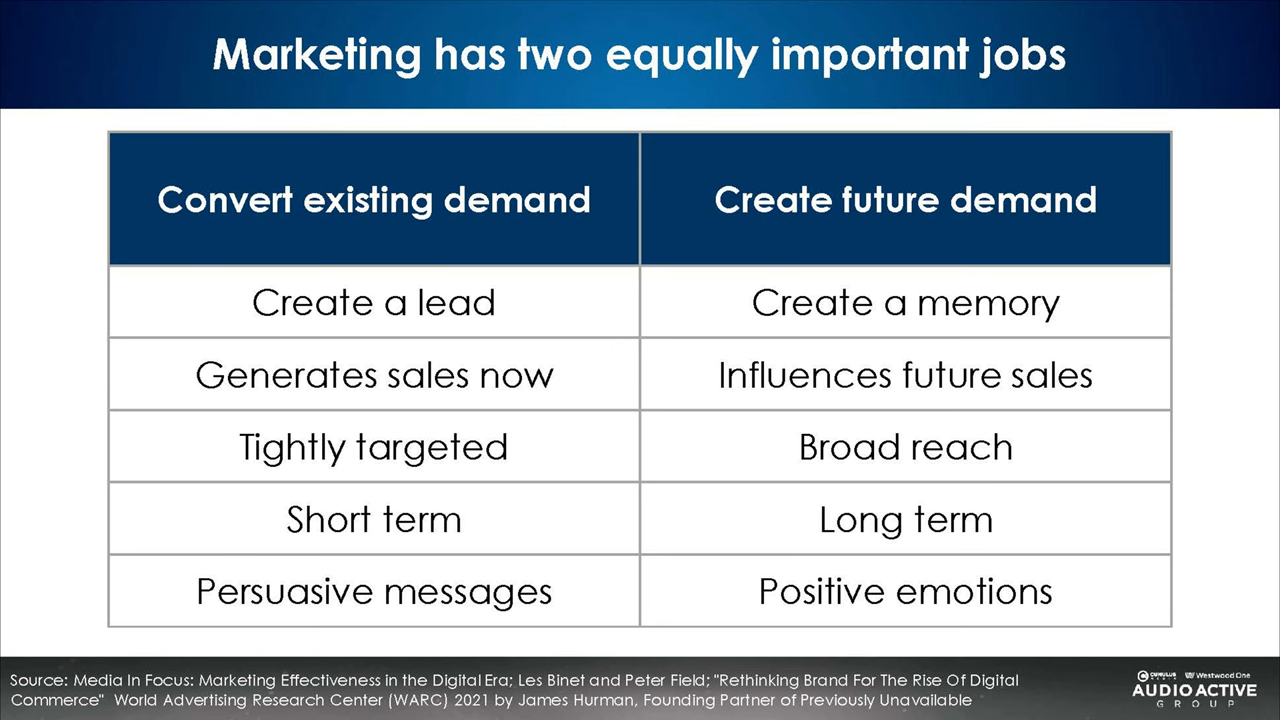 Marketing has two equally important jobs
Convert existing demand
Create future demand
Create a lead
Create a memory
Generates sales now
Influences future sales
Tightly targeted
Broad reach
Short term
Long term
Persuasive messages
Positive emotions
Source: Media In Focus: Marketing Effectiveness in the Digital Era; Les Binet and Peter Field; "Rethinking Brand For The Rise Of Digital
Commerce" World Advertising Research Center (WARC) 2021 by James Hurman, Founding Partner of Previously Unavailable
CUMULUS MEDIA Westwood One
AUDIO ACTIVE
GROUP